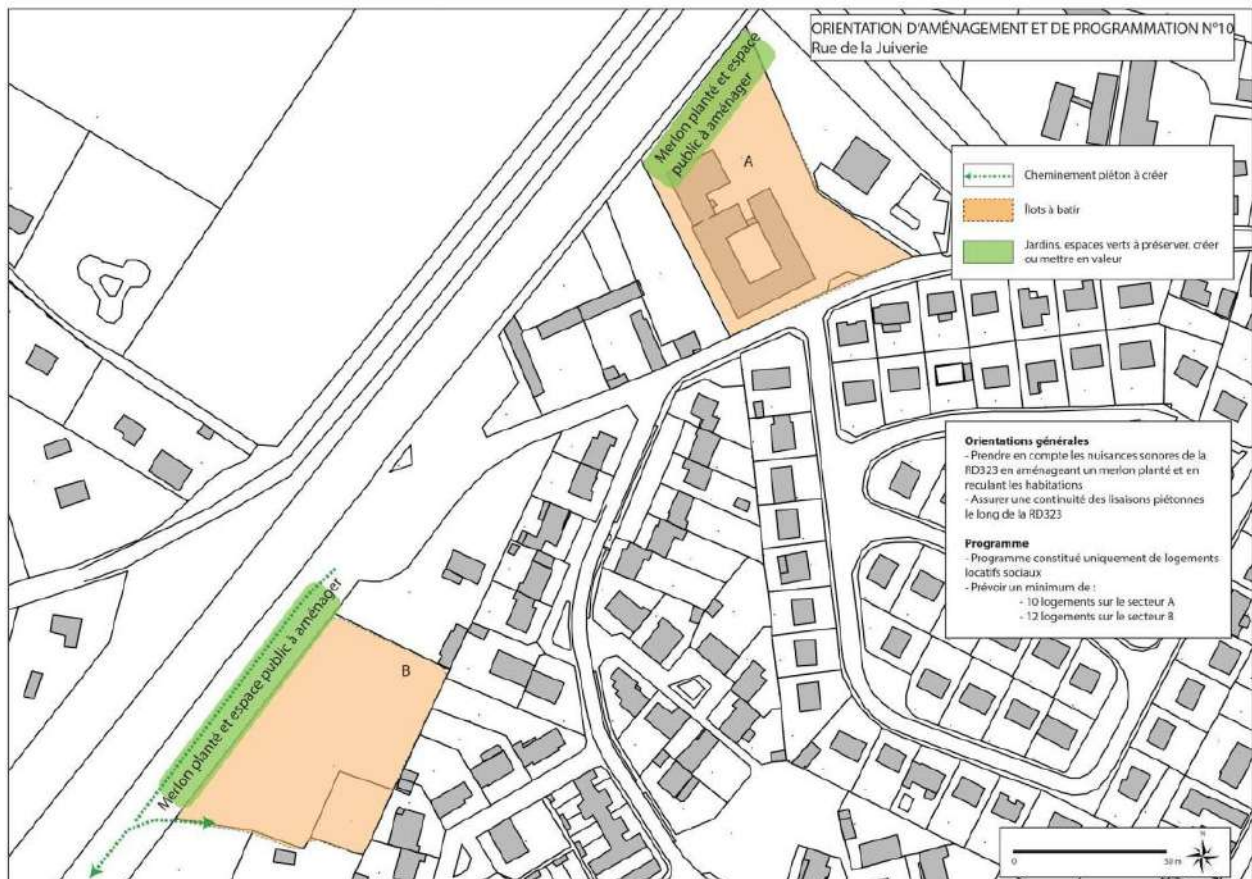 ORIENTATION D'AMÉNAGEMENT ET DE PROGRAMMATION N°10
Rue de la Juiverie
Merlon planté et espace
public à aménager
A
Cheminement piéton à créer
Îlots à batir
Jardins, espaces verts à préserver, créer
ou mettre en valeur
Orientations générales
- Prendre en compte les nuisances sonores de la
RD323 en aménageant un merlon planté et en
reculant les habitations
- Assurer une continuité des liaisons piétonnes
le long de la RD323
Programme
- Programme constitué uniquement de logements
locatifs sociaux
- Prévoir un minimum de :
- 10 logements sur le secteur A
- 12 logements sur le secteur B
Merlon planté et espace public à aménager
B
N
0
50 m